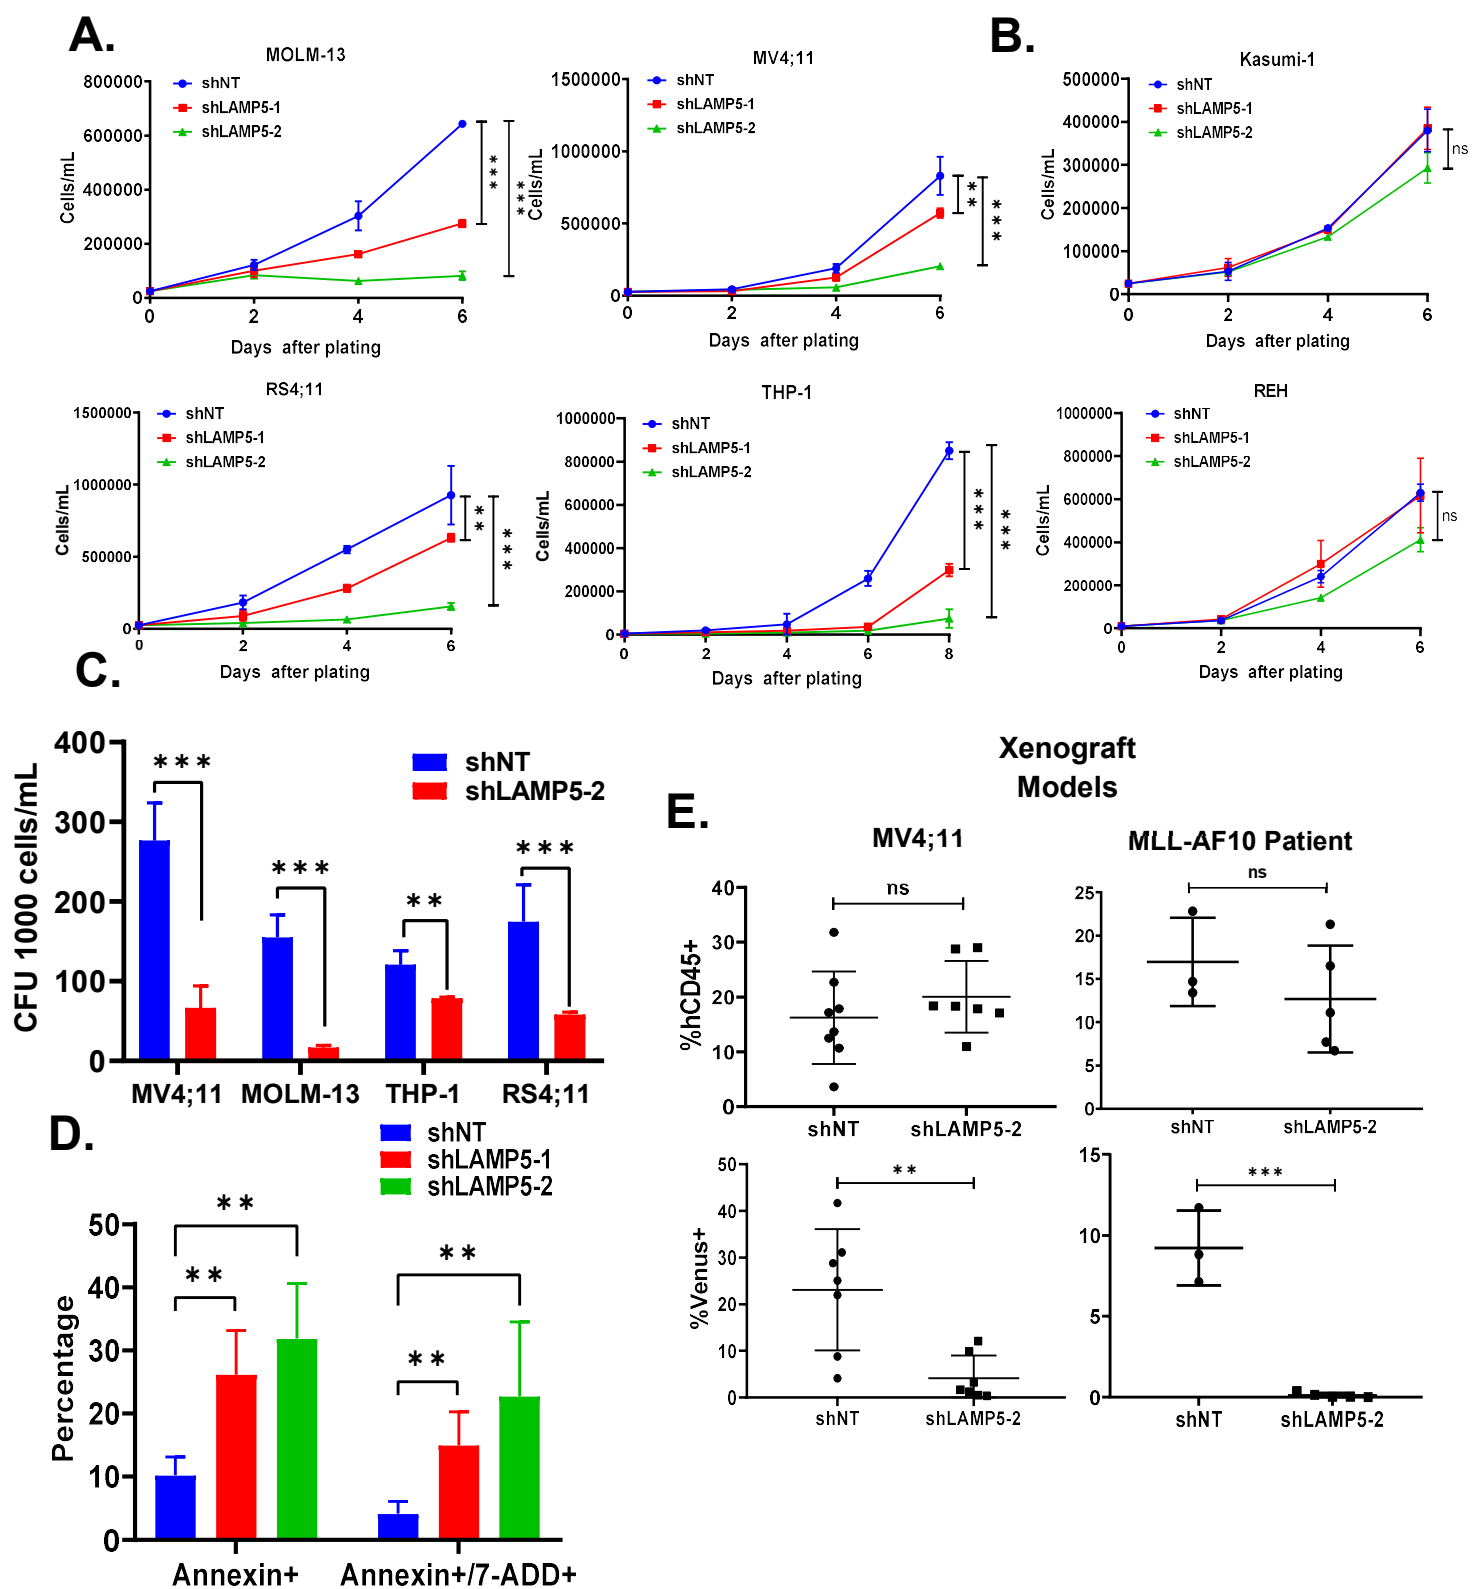 A.
MOLM-13
800000
600000
400000
200000
0
0 2 4 6
Cells/mL
Days after plating
shNT
shLAMP5-1
shLAMP5-2
***
***
MV4;11
1500000
1000000
500000
0
0 2 4 6
Cells/mL
Days after plating
shNT
shLAMP5-1
shLAMP5-2
**
***
B.
Kasumi-1
500000
400000
300000
200000
100000
0
0 2 4 6
Cells/mL
Days after plating
shNT
shLAMP5-1
shLAMP5-2
ns
RS4;11
1500000
1000000
500000
0
0 2 4 6
Cells/mL
Days after plating
shNT
shLAMP5-1
shLAMP5-2
**
***
THP-1
1000000
800000
600000
400000
200000
0
0 2 4 6 8
Cells/mL
Days after plating
shNT
shLAMP5-1
shLAMP5-2
***
***
REH
1000000
800000
600000
400000
200000
0
0 2 4 6
Cells/mL
Days after plating
shNT
shLAMP5-1
shLAMP5-2
ns
C.
400
300
200
100
0
CFU 1000 cells/mL
shNT
shLAMP5-2
***
***
**
***
MV4;11 MOLM-13 THP-1 RS4;11
D.
shNT
shLAMP5-1
shLAMP5-2
50
40
30
20
10
0
Percentage
**
**
**
**
Annexin+ Annexin+/7-ADD+
Xenograft
Models
E.
MV4;11
40
30
20
10
0
%hCD45+
ns
shNT shLAMP5-2
MLL-AF10 Patient
25
20
15
10
5
0
ns
shNT shLAMP5-2
50
40
30
20
10
0
%Venus+
**
shNT shLAMP5-2
15
10
5
0
***
shNT shLAMP5-2